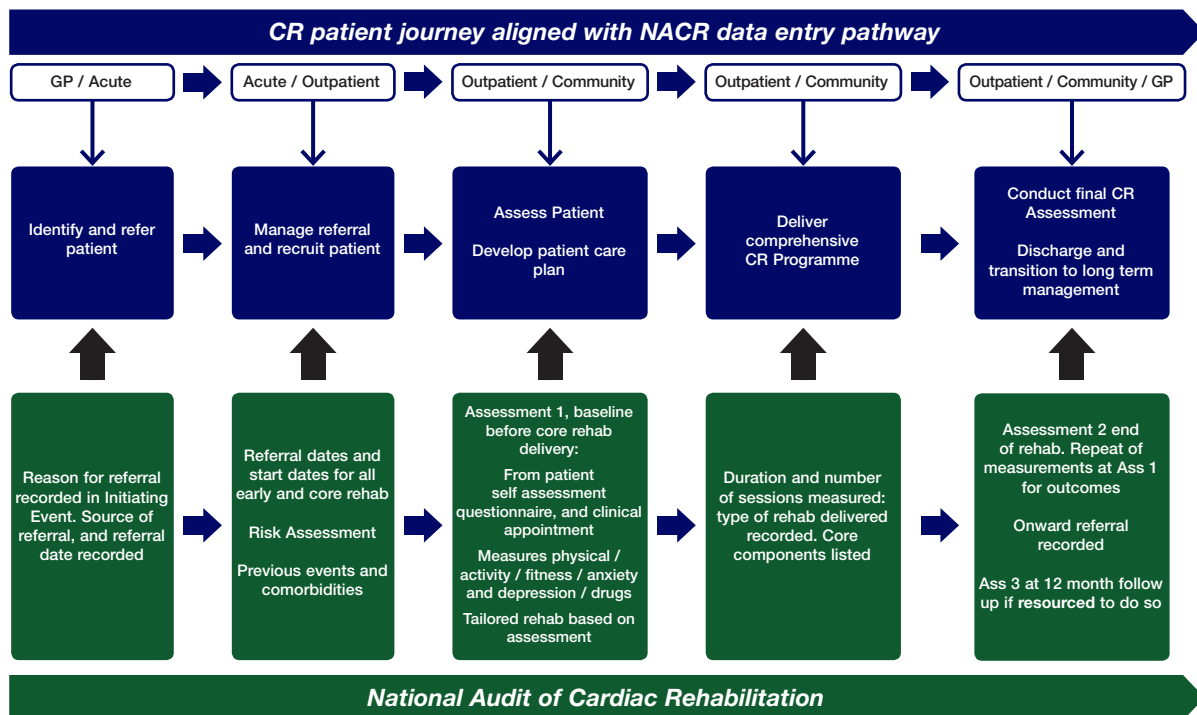 CR patient journey aligned with NACR data entry pathway
GP / Acute
Acute / Outpatient
Outpatient / Community
Outpatient / Community
Outpatient / Community / GP
Identify and refer
patient
Manage referral
and recruit patient
Assess Patient
Develop patient care
plan
Deliver
comprehensive
CR Programme
Conduct final CR
Assessment
Discharge and
transition to long term
management
Reason for referral
recorded in Initiating
Event. Source of
referral, and referral
date recorded
Referral dates and
start dates for all
early and core rehab
Risk Assessment
Previous events and
comorbidities
Assessment 1, baseline
before core rehab
delivery:
From patient
self assessment
questionnaire, and clinical
appointment
Measures physical /
activity / fitness / anxiety
and depression / drugs
Tailored rehab based on
assessment
Duration and number
of sessions measured:
type of rehab delivered
recorded. Core
components listed
Assessment 2 end
of rehab. Repeat of
measurements at Ass 1
for outcomes
Onward referral
recorded
Ass 3 at 12 month follow
up if resourced to do so
National Audit of Cardiac Rehabilitation